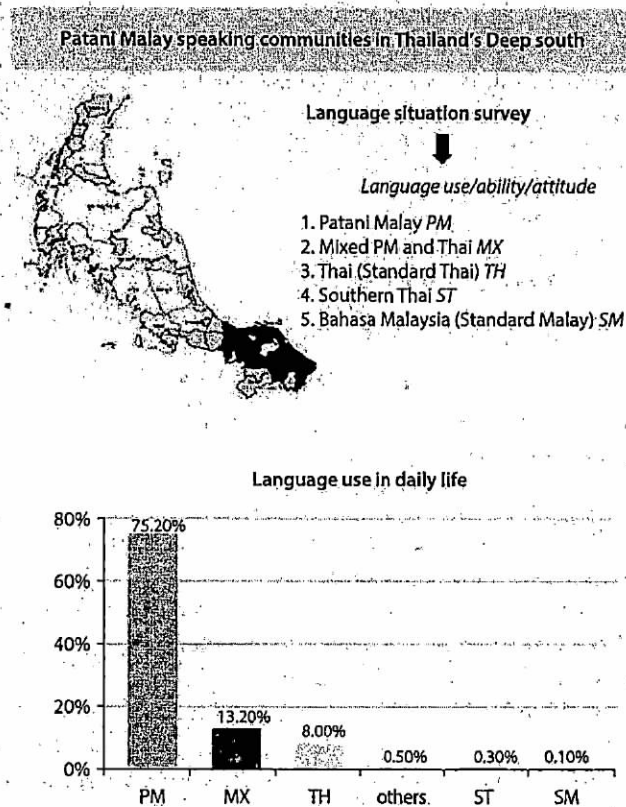 Patani Malay speaking communities in Thailand's Deep south
Language situation survey
Language use/ability/attitude
1. Patani Malay PM
2. Mixed PM and Thai MX
3. Thai (Standard Thai) TH
4. Southern Thai ST
5. Bahasa Malaysia (Standard Malay) SM
Language use in daily life
80%
75.20%
60%
40%
20%
13.20%
8.00%
0.50%
0.30%
0.10%
0%
PM MX TH others ST SM